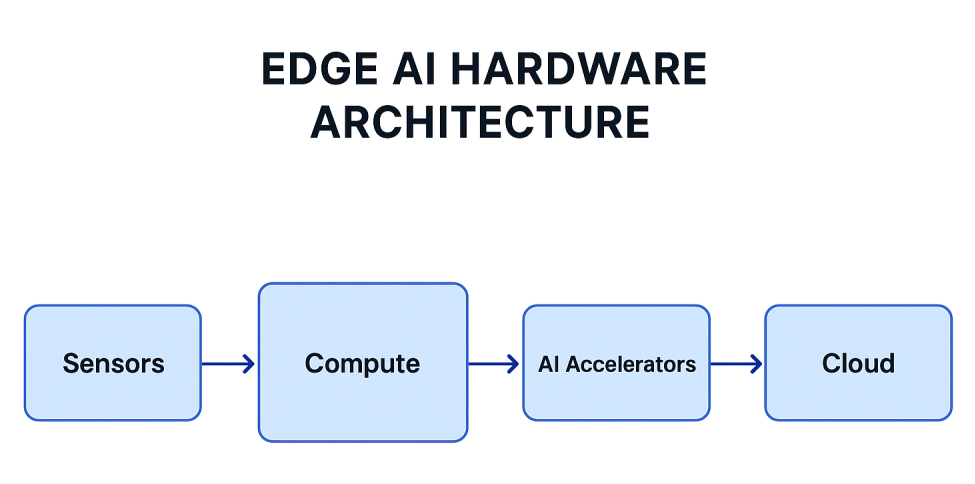 EDGE AI HARDWARE
ARCHITECTURE
Sensors
Compute
AI Accelerators
Cloud